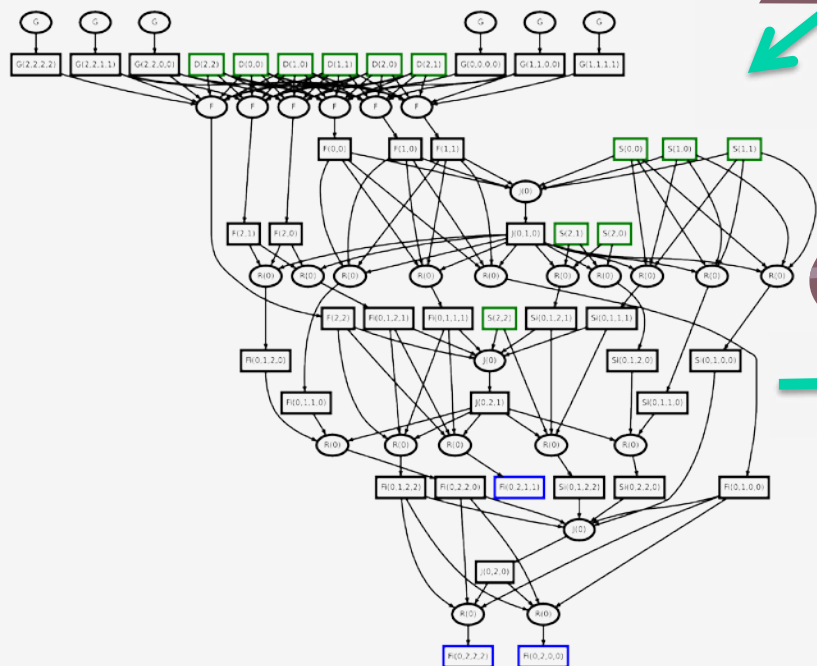 G G G G G G
G(2,2,2,2) G(2,2,1,1) G(2,2,0,0) D(2,2) D(0,0) D(1,0) D(1,1) D(2,0) D(2,1) G(0,0,0,0) G(1,1,0,0) G(1,1,1,1)
F F F F F F
F(0,0) F(1,0) F(1,1) S(0,0) S(1,0) S(1,1)
J(0)
F(2,1) F(2,0) J(0,1,0) S(2,1) S(2,0)
R(0) R(0) R(0) R(0) R(0) R(0) R(0) R(0) R(0) R(0)
F(2,2) Fi(0,1,2,1) Fi(0,1,1,1) S(2,2) Si(0,1,2,1) Si(0,1,1,1)
Fi(0,1,2,0) J(0) Si(0,1,2,0) Si(0,1,0,0)
Fi(0,1,1,0) J(0,2,1) Si(0,1,1,0)
R(0) R(0) R(0) R(0) R(0)
Fi(0,1,2,2) Fi(0,2,2,0) Fi(0,2,1,1) Si(0,1,2,2) Si(0,2,2,0) Fi(0,1,0,0)
J(0)
J(0,2,0)
R(0) R(0)
Fi(0,2,2,2) Fi(0,2,0,0)